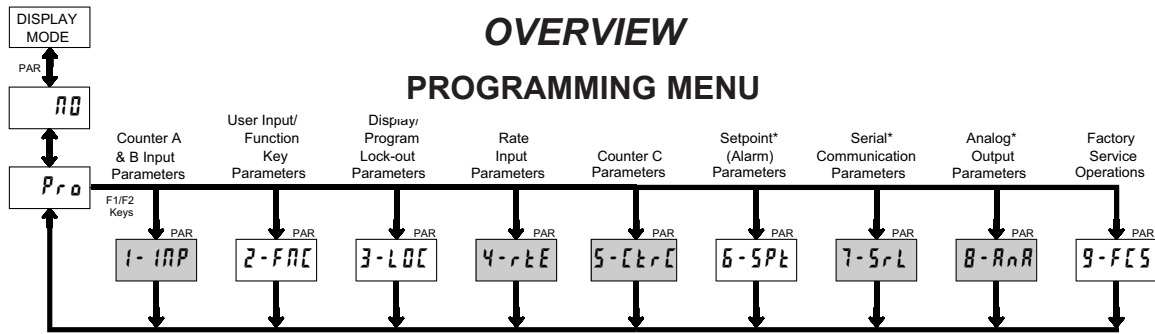 DISPLAY
MODE
OVERVIEW
PAR
PROGRAMMING MENU
NO
Counter A
& B Input
Parameters
User Input/
Function
Key
Parameters
Display/
Program
Lock-out
Parameters
Rate
Input
Parameters
Counter C
Parameters
Setpoint*
(Alarm)
Parameters
Serial*
Communication
Parameters
Analog*
Output
Parameters
Factory
Service
Operations
Pro
F1/F2
Keys
PAR
PAR
PAR
PAR
PAR
PAR
PAR
PAR
PAR
1-INP
2-FNC
3-LOC
4-rtE
5-CtrC
6-SPt
7-SrL
8-AnA
9-FCS